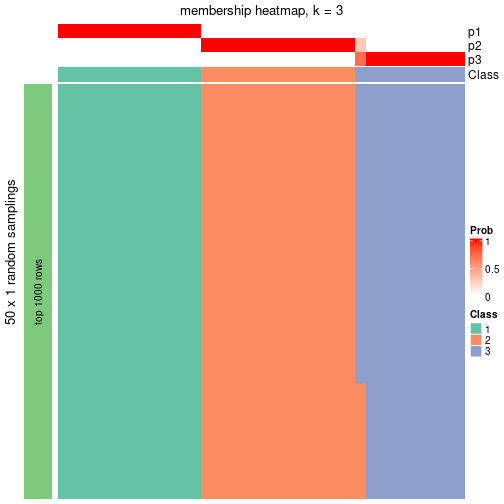 membership heatmap, k = 3
p1
p2
p3
Class
50 x 1 random samplings
top 1000 rows
Prob
1
0.5
0
Class
1
2
3